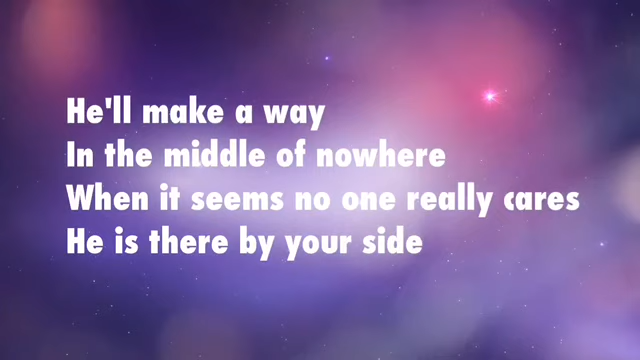 He'll make a way
In the middle of nowhere
When it seems no one really cares
He is there by your side